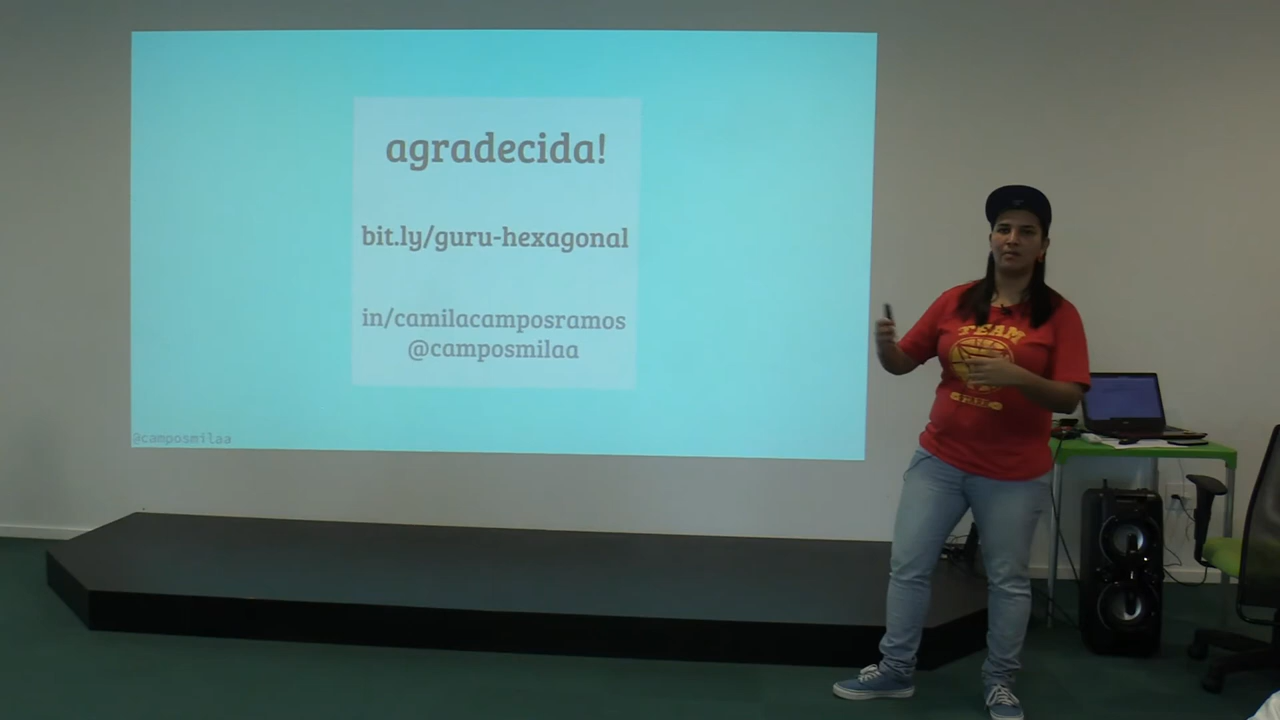 agradecida!
bit.ly/guru-hexagonal
in/camilacamposramos
@camposmilaa
@camposmilaa
TEAM